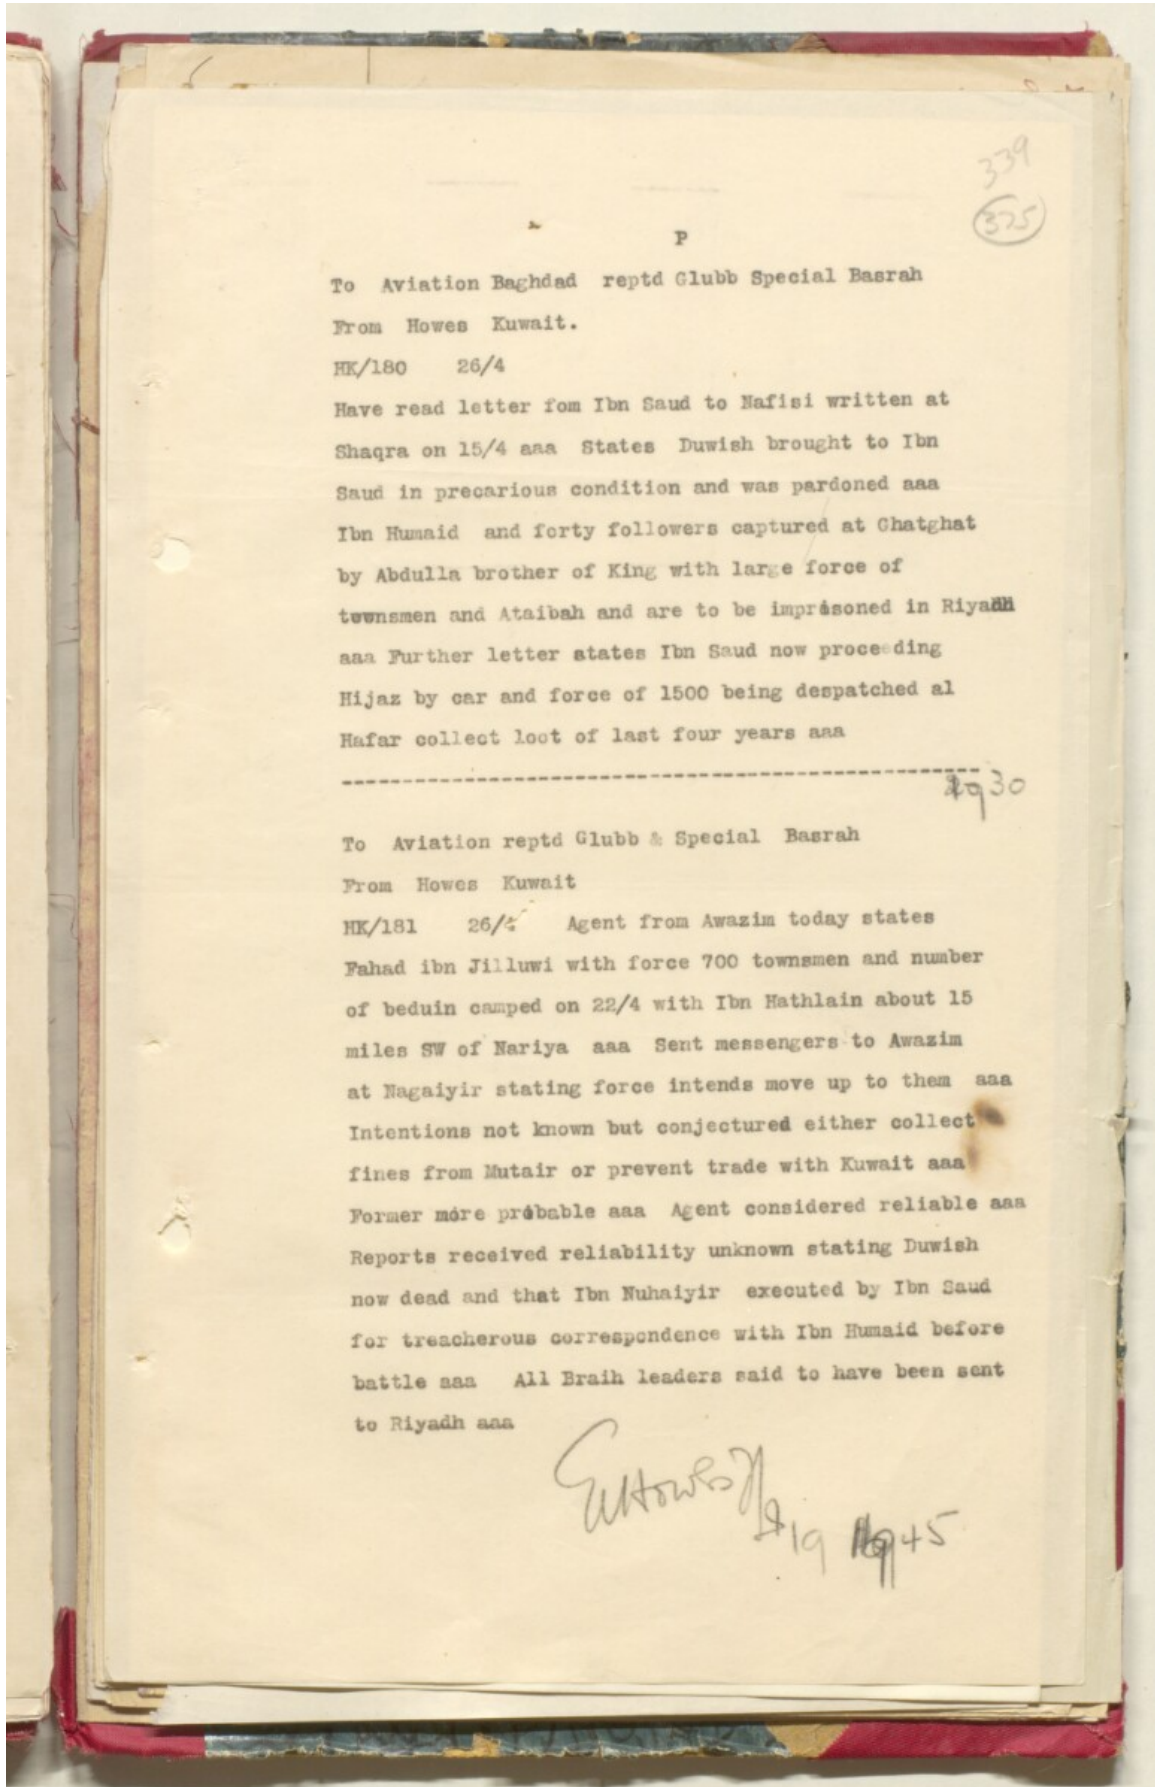 339
375
P
To Aviation Baghdad reptd Glubb Special Basrah
From Howes Kuwait.
HK/180 26/4
Have read letter fom Ibn Saud to Nafisi written at
Shaqra on 15/4 aaa States Duwish brought to Ibn
Saud in precarious condition and was pardoned aaa
Ibn Humaid and forty followers captured at Ghatghat
by Abdulla brother of King with large force of
townsmen and Ataibah and are to be imprisoned in Riyadh
aaa Further letter states Ibn Saud now proceeding
Hijaz by car and force of 1500 being despatched al
Hafar collect loot of last four years aaa
30
To Aviation reptd Glubb & Special Basrah
From Howes Kuwait
HK/181 26/4 Agent from Awazim today states
Fahad ibn Jilluwi with force 700 townsmen and number
of beduin camped on 22/4 with Ibn Hathlain about 15
miles SW of Nariya aaa Sent messengers to Awazim
at Nagaiyir stating force intends move up to them aaa
Intentions not known but conjectured either collect
fines from Mutair or prevent trade with Kuwait aaa
Former more probable aaa Agent considered reliable aaa
Reports received reliability unknown stating Duwish
now dead and that Ibn Nuhaiyir executed by Ibn Saud
for treacherous correspondence with Ibn Humaid before
battle aaa All Braih leaders said to have been sent
to Riyadh aaa
19 45